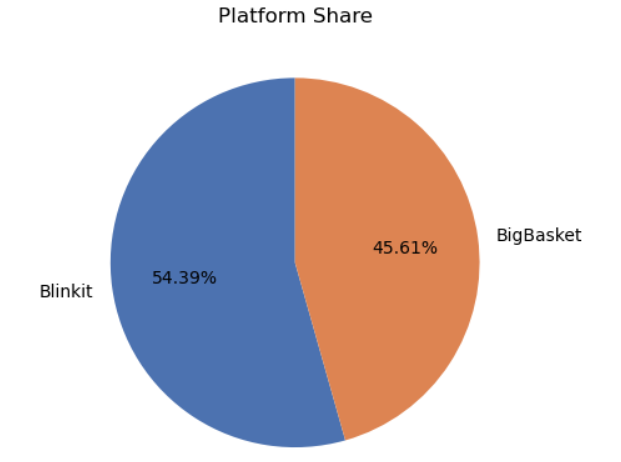 Platform Share
BigBasket
45.61%
54.39%
Blinkit